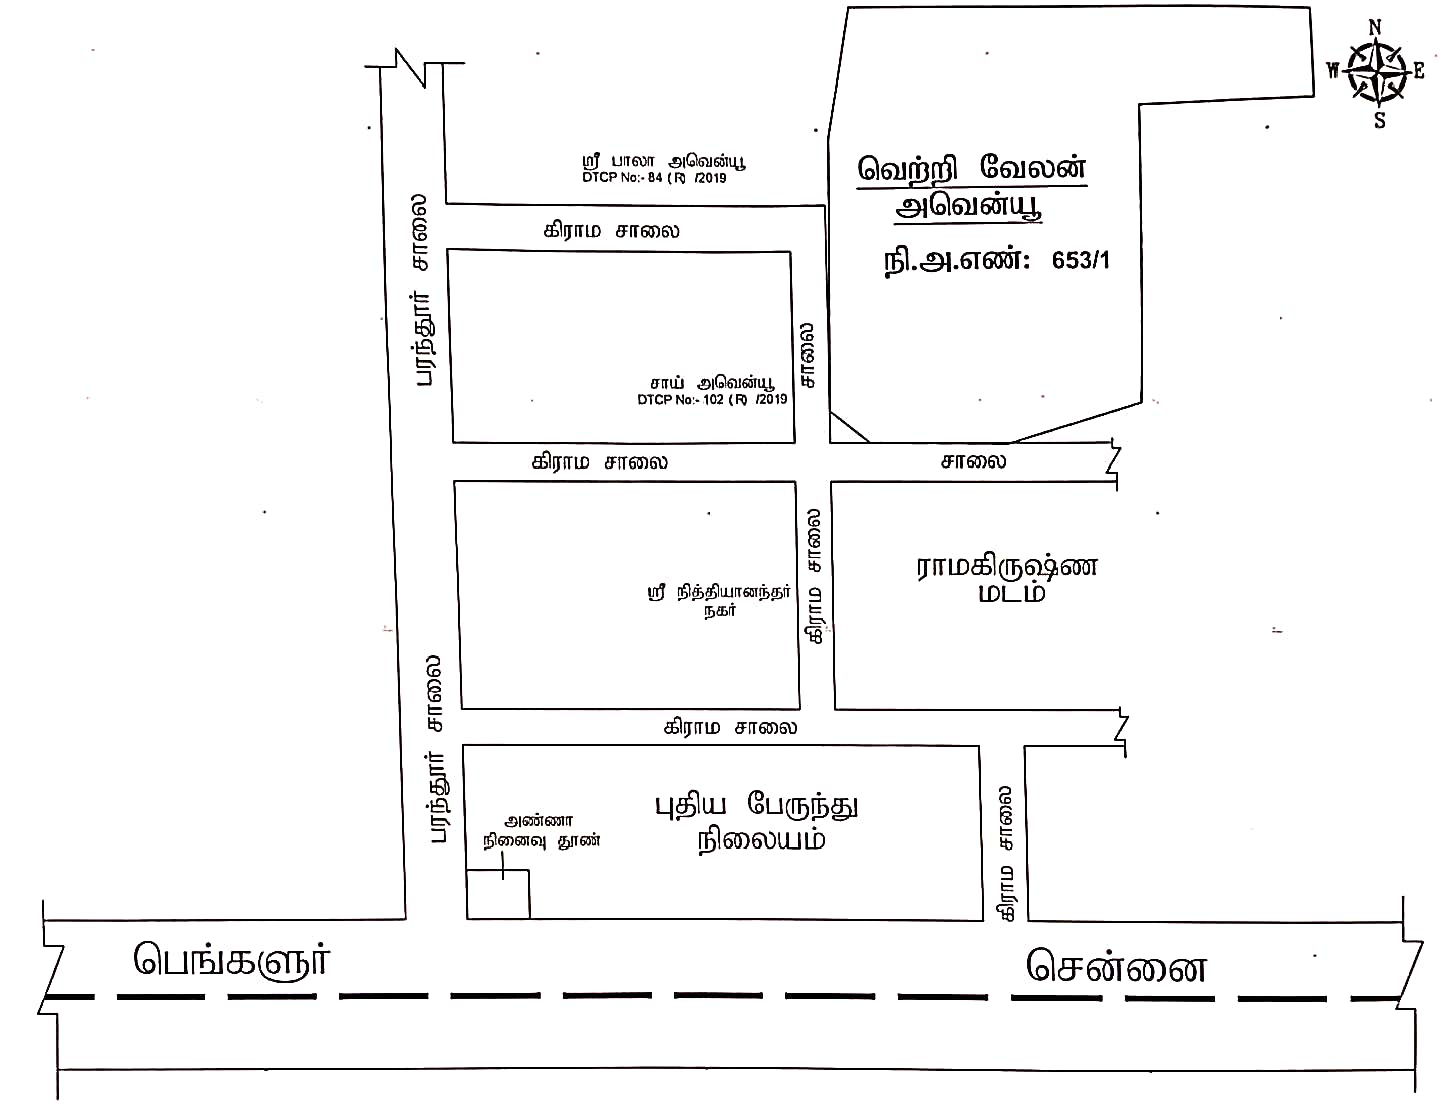 N
W E
S
ஸ்ரீ பாலா அவென்யூ
DTCP No:- 84 ( R) /2019
வெற்றி வேலன்
அவென்யூ
நி.அ.எண்: 653/1
கிராம சாலை
பரந்தூர் சாலை
சாலை
சாய் அவென்யூ
DTCP No:- 102 ( R) /2019
கிராம சாலை
சாலை
கிராம சாலை
ராமகிருஷ்ண
மடம்
ஸ்ரீ நித்தியானந்தர்
நகர்
பரந்தூர் சாலை
கிராம சாலை
புதிய பேருந்து
நிலையம்
அண்ணா
நினைவு தூண்
கிராம சாலை
பெங்களுர்
சென்னை